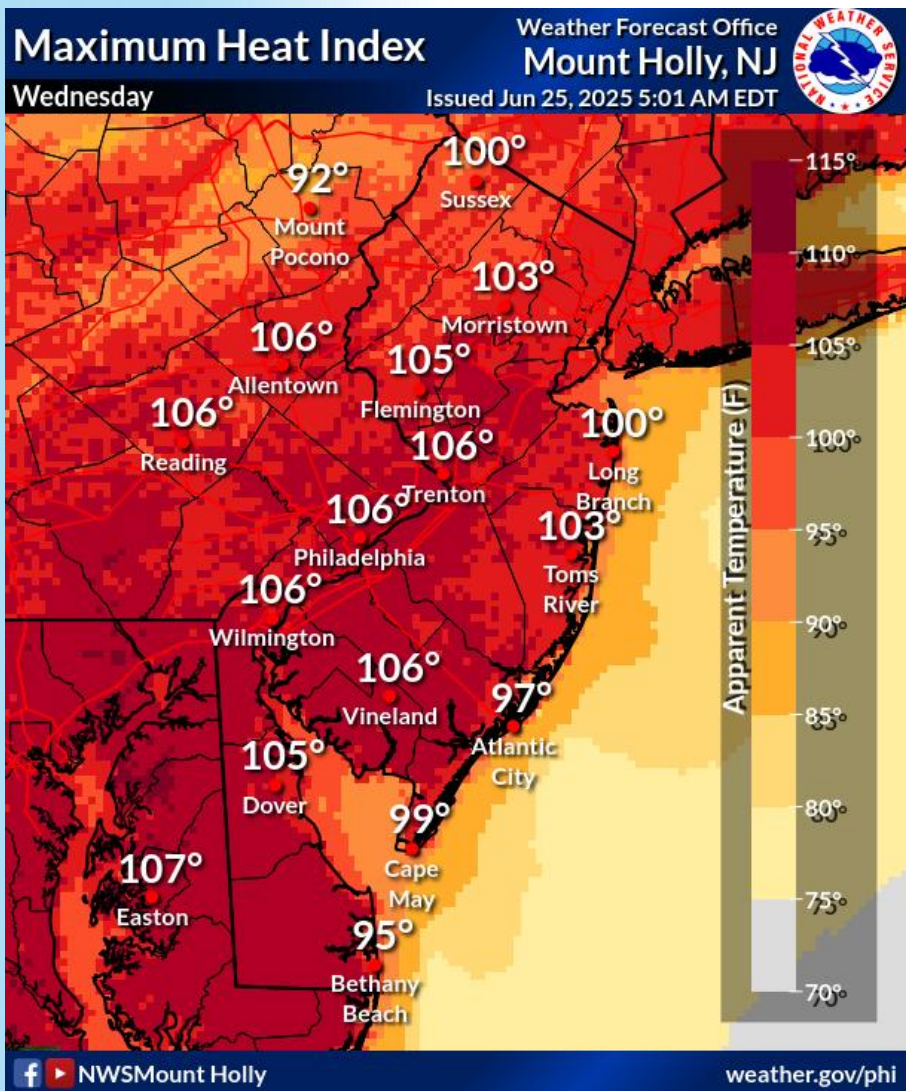 Maximum Heat Index
Wednesday
Weather Forecast Office
Mount Holly, NJ
Issued Jun 25, 2025 5:01 AM EDT
NATIONAL WEATHER SERVICE
92°
Mount
Pocono
100°
Sussex
103°
Morristown
106°
Allentown
105°
Flemington
106°
Reading
106°
Trenton
100°
Long
Branch
106°
Philadelphia
103°
Toms
River
106°
Wilmington
106°
Vineland
97°
Atlantic
City
105°
Dover
99°
Cape
May
107°
Easton
95°
Bethany
Beach
Apparent Temperature (F)
115°
110°
105°
100°
95°
90°
85°
80°
75°
70°
NWSMount Holly
weather.gov/phi